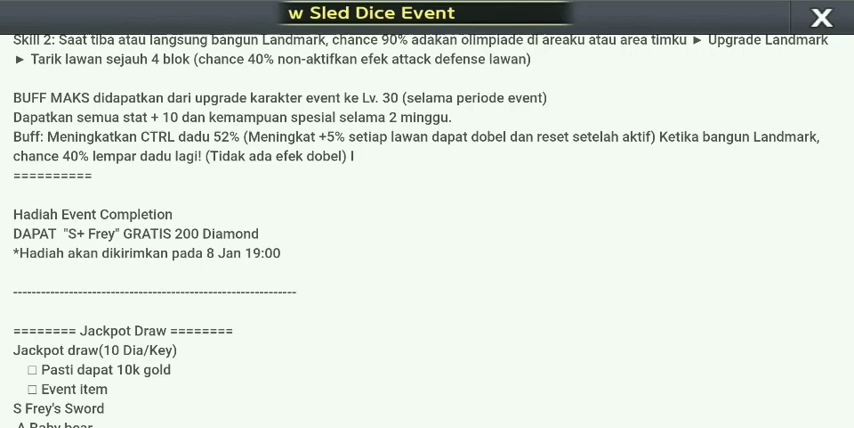 w Sled Dice Event
X
Skill 2: Saat tiba atau langsung bangun Landmark, chance 90% adakan olimpiade di areaku atau area timku ► Upgrade Landmark
► Tarik lawan sejauh 4 blok (chance 40% non-aktifkan efek attack defense lawan)
BUFF MAKS didapatkan dari upgrade karakter event ke Lv. 30 (selama periode event)
Dapatkan semua stat + 10 dan kemampuan spesial selama 2 minggu.
Buff: Meningkatkan CTRL dadu 52% (Meningkat +5% setiap lawan dapat dobel dan reset setelah aktif) Ketika bangun Landmark,
chance 40% lempar dadu lagi! (Tidak ada efek dobel) l
==========
Hadiah Event Completion
DAPAT "S+ Frey" GRATIS 200 Diamond
*Hadiah akan dikirimkan pada 8 Jan 19:00
------------------------------------------------------------
======== Jackpot Draw ========
Jackpot draw(10 Dia/Key)
□ Pasti dapat 10k gold
□ Event item
S Frey's Sword
A Baby bear